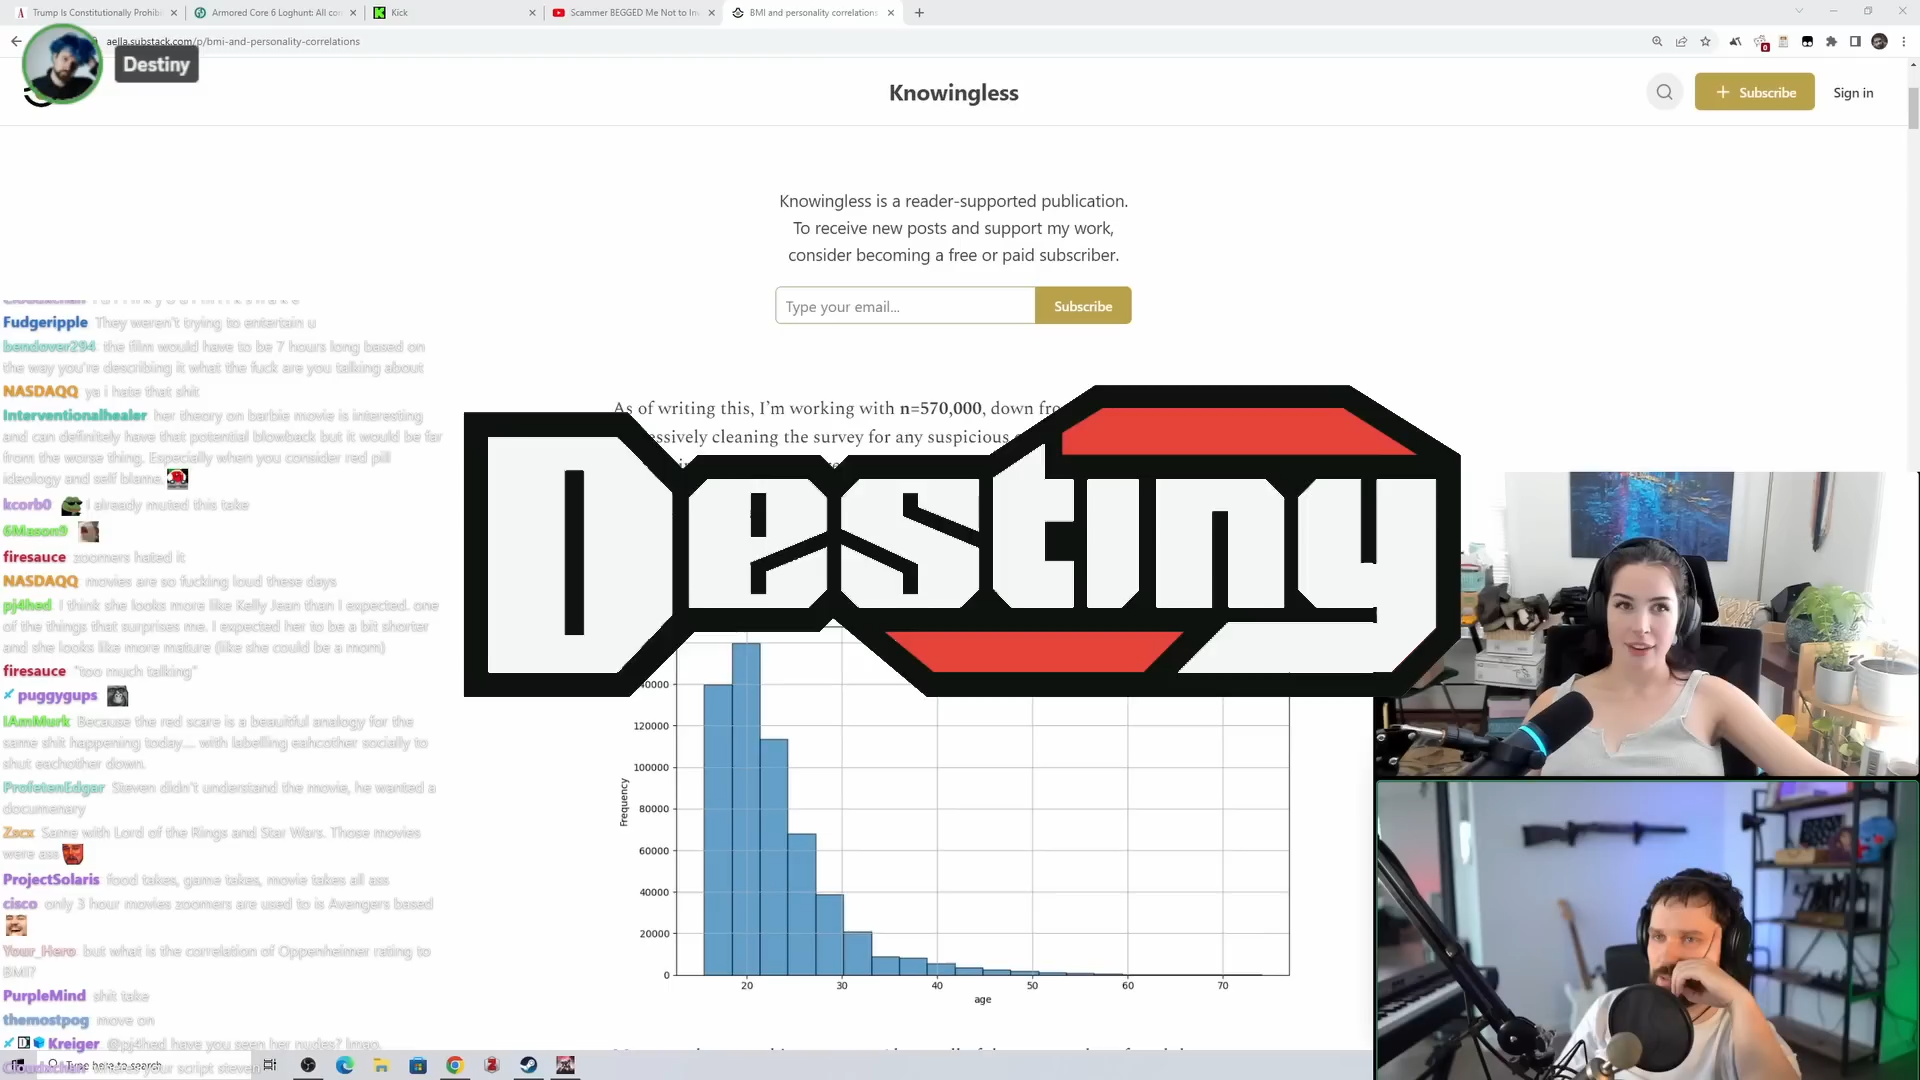 Trump Is Constitutionally Prohibi
Armored Core 6 Loghunt: All co
Kick
Scammer BEGGED Me Not to In
BMI and personality correlations
aella.substack.com/p/bmi-and-personality-correlations
Destiny
Knowingless
Subscribe
Sign in
Knowingless is a reader-supported publication.
To receive new posts and support my work,
consider becoming a free or paid subscriber.
Type your email...
Subscribe
As of writing this, I'm working with n=570,000, down fro
essively cleaning the survey for any suspicious
Destiny
Fudgeripple They weren't trying to entertain u
bendover294 the film would have to be 7 hours long based on
the way you're describing it what the fuck are you talking about
NASDAQQ ya i hate that shit
Interventionalhealer her theory on barbie movie is interesting
and can definitely have that potential blowback but it would be far
from the worse thing. Especially when you consider red pill
ideology and self blame.
kcorb0 I already muted this take
6Mason9
firesauce zoomers hated it
NASDAQQ movies are so fucking loud these days
pj4hed I think she looks more like Kelly Jean than I expected. one
of the things that surprises me. I expected her to be a bit shorter
and she looks like more mature (like she could be a mom)
firesauce "too much talking"
puggygups
IAmMurk Because the red scare is a beauitful analogy for the
same shit happening today.... with labelling eahcother socially to
shut eachother down.
ProfetenEdgar Steven didn't understand the movie, he wanted a
documenary
Zscx Same with Lord of the Rings and Star Wars. Those movies
were ass
ProjectSolaris food takes, game takes, movie takes all ass
cisco only 3 hour movies zoomers are used to is Avengers based
Your_Hero but what is the correlation of Oppenheimer rating to
BMI?
PurpleMind shit take
themostpog move on
Kreiger @pj4hed have you seen her nudes? lmao.
Type here to search
where's your script steven
40000
120000
100000
80000
60000
40000
20000
0
Frequency
20 30 40 50 60 70
age